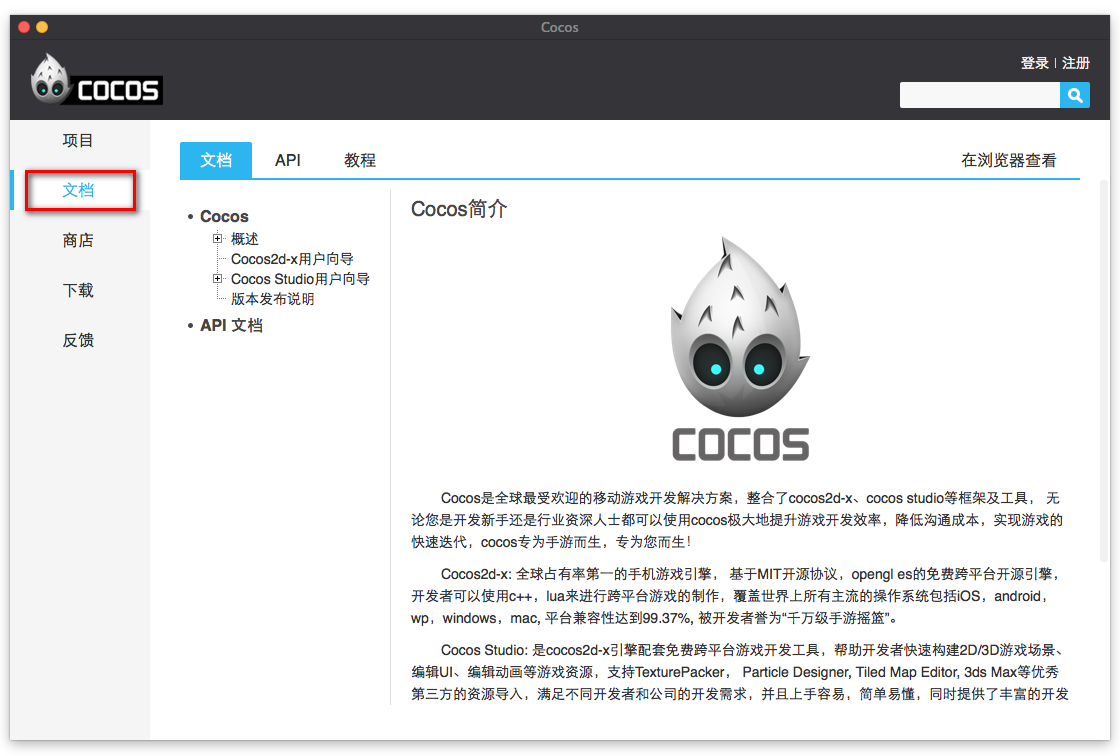 Cocos
COCOS
登录 | 注册
项目
文档
商店
下载
反馈
文档 API 教程 在浏览器查看
• Cocos
概述
Cocos2d-x用户向导
Cocos Studio用户向导
版本发布说明
• API 文档
Cocos简介
COCOS
Cocos是全球最受欢迎的移动游戏开发解决方案，整合了cocos2d-x、cocos studio等框架及工具， 无
论您是开发新手还是行业资深人士都可以使用cocos极大地提升游戏开发效率，降低沟通成本，实现游戏的
快速迭代，cocos专为手游而生，专为您而生！
Cocos2d-x: 全球占有率第一的手机游戏引擎， 基于MIT开源协议，opengl es的免费跨平台开源引擎，
开发者可以使用c++，lua来进行跨平台游戏的制作，覆盖世界上所有主流的操作系统包括iOS，android，
wp，windows，mac, 平台兼容性达到99.37%, 被开发者誉为“千万级手游摇篮”。
Cocos Studio: 是cocos2d-x引擎配套免费跨平台游戏开发工具，帮助开发者快速构建2D/3D游戏场景、
编辑UI、编辑动画等游戏资源，支持TexturePacker， Particle Designer, Tiled Map Editor, 3ds Max等优秀
第三方的资源导入，满足不同开发者和公司的开发需求，并且上手容易，简单易懂，同时提供了丰富的开发